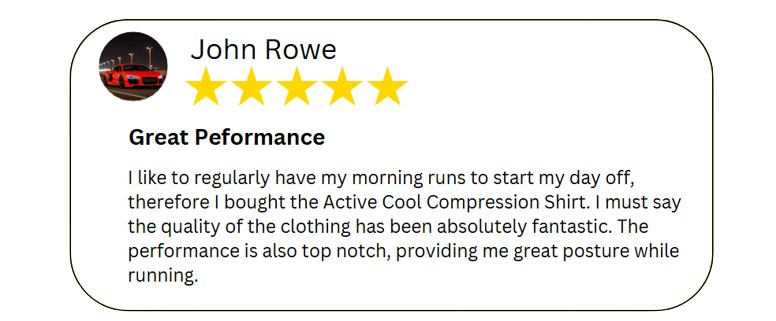 John Rowe
Great Peformance
I like to regularly have my morning runs to start my day off,
therefore I bought the Active Cool Compression Shirt. I must say
the quality of the clothing has been absolutely fantastic. The
performance is also top notch, providing me great posture while
running.